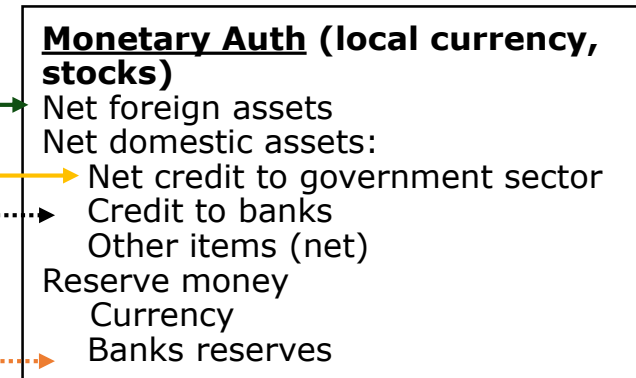 Monetary Auth (local currency,
stocks)
Net foreign assets
Net domestic assets:
Net credit to government sector
Credit to banks
Other items (net)
Reserve money
Currency
Banks reserves